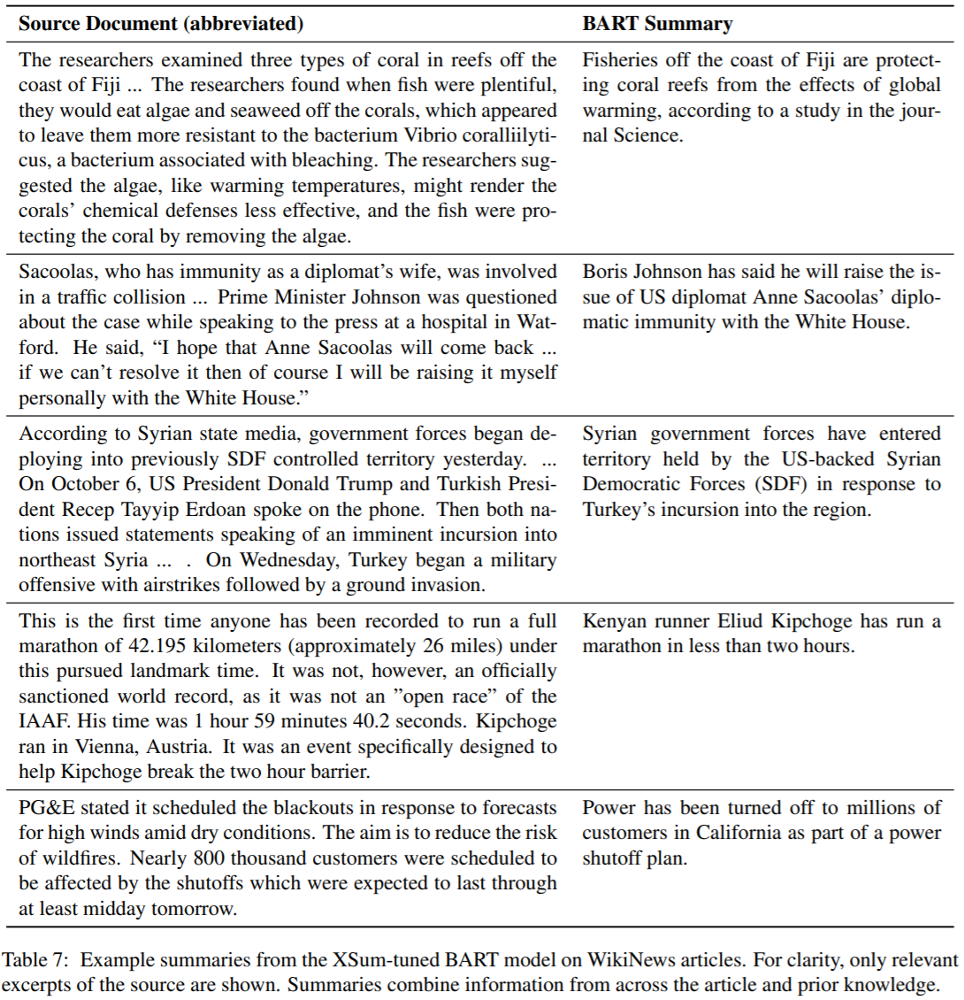 Source Document (abbreviated)
BART Summary
The researchers examined three types of coral in reefs off the
coast of Fiji ... The researchers found when fish were plentiful,
they would eat algae and seaweed off the corals, which appeared
to leave them more resistant to the bacterium Vibrio coralliilyti-
cus, a bacterium associated with bleaching. The researchers sug-
gested the algae, like warming temperatures, might render the
corals’ chemical defenses less effective, and the fish were pro-
tecting the coral by removing the algae.
Fisheries off the coast of Fiji are protect-
ing coral reefs from the effects of global
warming, according to a study in the jour-
nal Science.
Sacoolas, who has immunity as a diplomat’s wife, was involved
in a traffic collision ... Prime Minister Johnson was questioned
about the case while speaking to the press at a hospital in Wat-
ford. He said, “I hope that Anne Sacoolas will come back ...
if we can’t resolve it then of course I will be raising it myself
personally with the White House.”
Boris Johnson has said he will raise the is-
sue of US diplomat Anne Sacoolas’ diplo-
matic immunity with the White House.
According to Syrian state media, government forces began de-
ploying into previously SDF controlled territory yesterday. ...
On October 6, US President Donald Trump and Turkish Presi-
dent Recep Tayyip Erdoan spoke on the phone. Then both na-
tions issued statements speaking of an imminent incursion into
northeast Syria ... . On Wednesday, Turkey began a military
offensive with airstrikes followed by a ground invasion.
Syrian government forces have entered
territory held by the US-backed Syrian
Democratic Forces (SDF) in response to
Turkey’s incursion into the region.
This is the first time anyone has been recorded to run a full
marathon of 42.195 kilometers (approximately 26 miles) under
this pursued landmark time. It was not, however, an officially
sanctioned world record, as it was not an ”open race” of the
IAAF. His time was 1 hour 59 minutes 40.2 seconds. Kipchoge
ran in Vienna, Austria. It was an event specifically designed to
help Kipchoge break the two hour barrier.
Kenyan runner Eliud Kipchoge has run a
marathon in less than two hours.
PG&E stated it scheduled the blackouts in response to forecasts
for high winds amid dry conditions. The aim is to reduce the risk
of wildfires. Nearly 800 thousand customers were scheduled to
be affected by the shutoffs which were expected to last through
at least midday tomorrow.
Power has been turned off to millions of
customers in California as part of a power
shutoff plan.
Table 7: Example summaries from the XSum-tuned BART model on WikiNews articles. For clarity, only relevant
excerpts of the source are shown. Summaries combine information from across the article and prior knowledge.